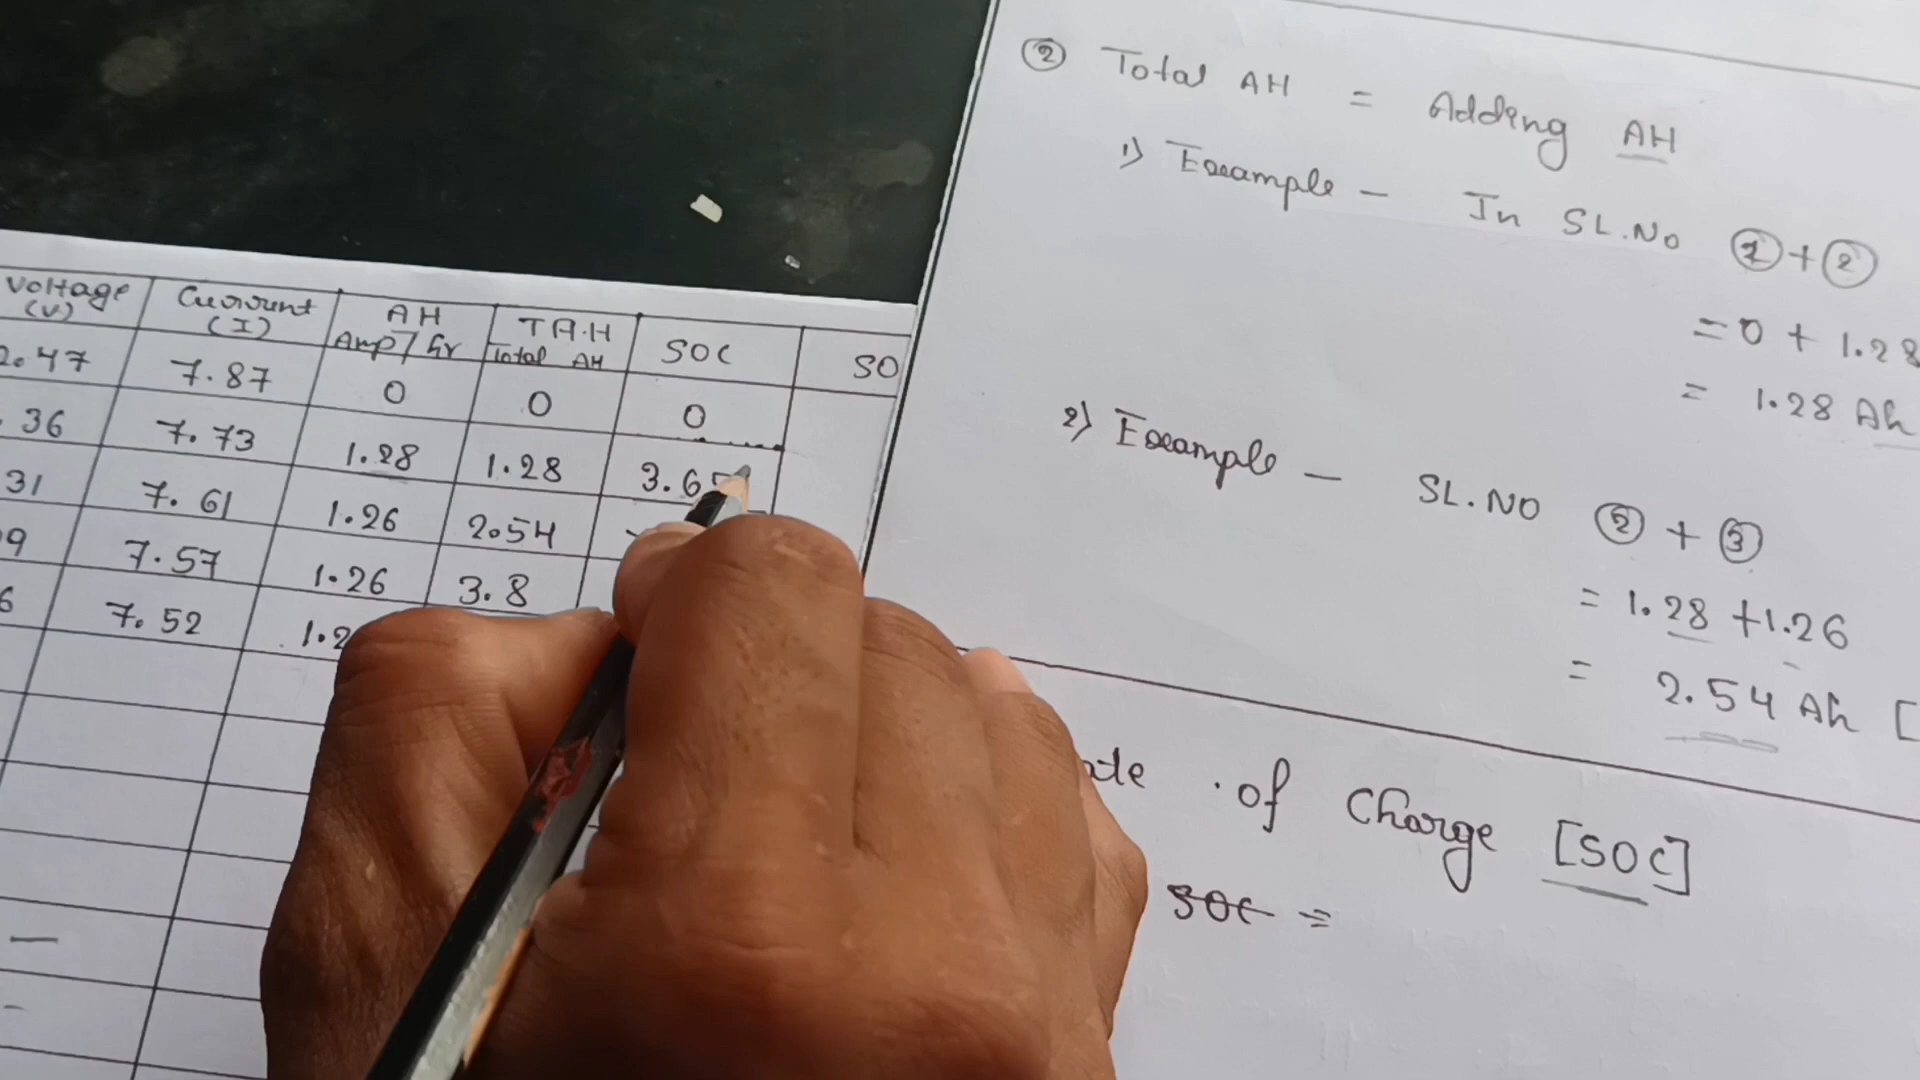 Voltage (V) Current (I) AH Amp/hr T A.H Total AH SOC SO
2.47 7.87 0 0 0
.36 7.73 1.28 1.28 3.65
31 7.61 1.26 2.54
9 7.57 1.26 3.8
6 7.52 1.2
② Total AH = Adding AH
1) Example - In SL.No ① + ②
= 0 + 1.28
= 1.28 Ah
2) Example - SL.NO ② + ③
= 1.28 + 1.26
= 2.54 Ah [
ate of Charge [SOC]
SOC =